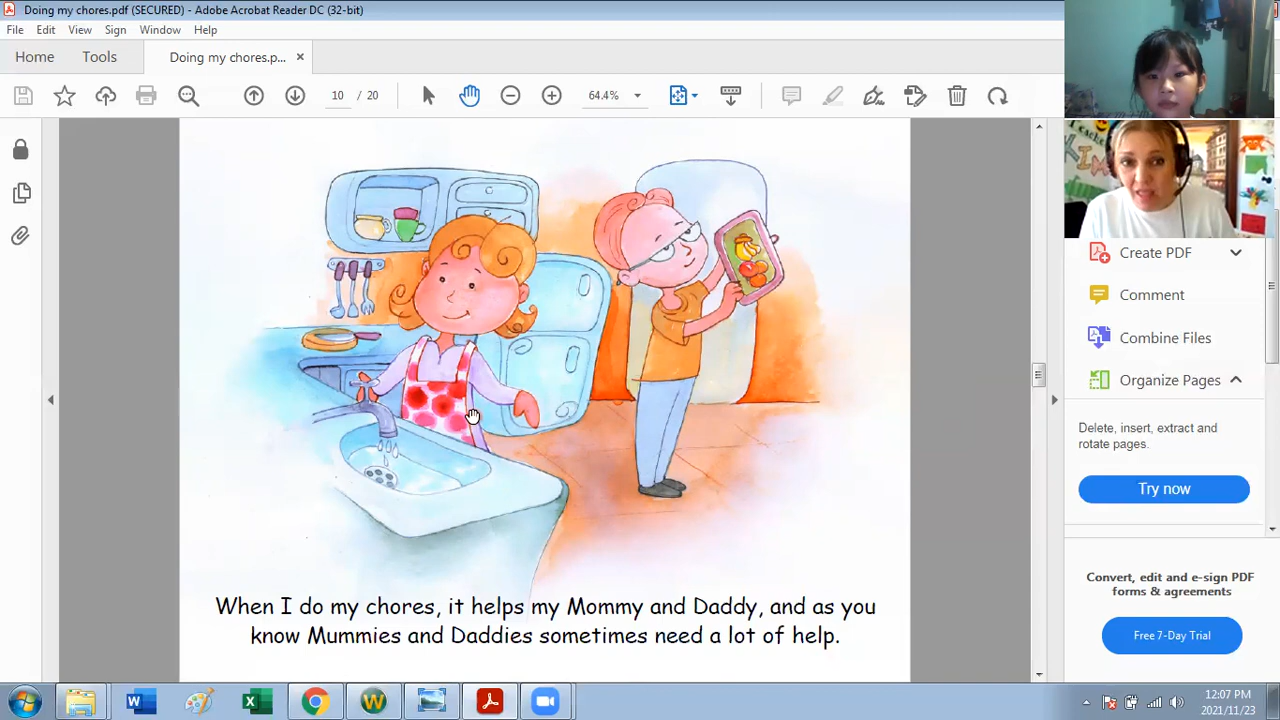 Doing my chores.pdf (SECURED) - Adobe Acrobat Reader DC (32-bit)
File Edit View Sign Window Help
Home Tools Doing my chores.p... ×
10 / 20 64.4%
Create PDF
Comment
Combine Files
Organize Pages
Delete, insert, extract and
rotate pages.
Try now
Convert, edit and e-sign PDF
forms & agreements
Free 7-Day Trial
When I do my chores, it helps my Mommy and Daddy, and as you
know Mummies and Daddies sometimes need a lot of help.
12:07 PM
2021/11/23